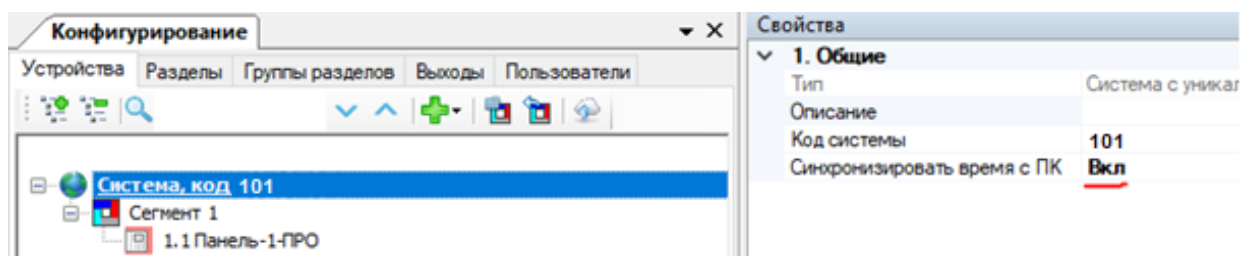 Конфигурирование
Устройства Разделы Группы разделов Выходы Пользователи
Система, код 101
Сегмент 1
1.1 Панель-1-ПРО
Свойства
1. Общие
Тип Система с уникал
Описание
Код системы 101
Синхронизировать время с ПК Вкл